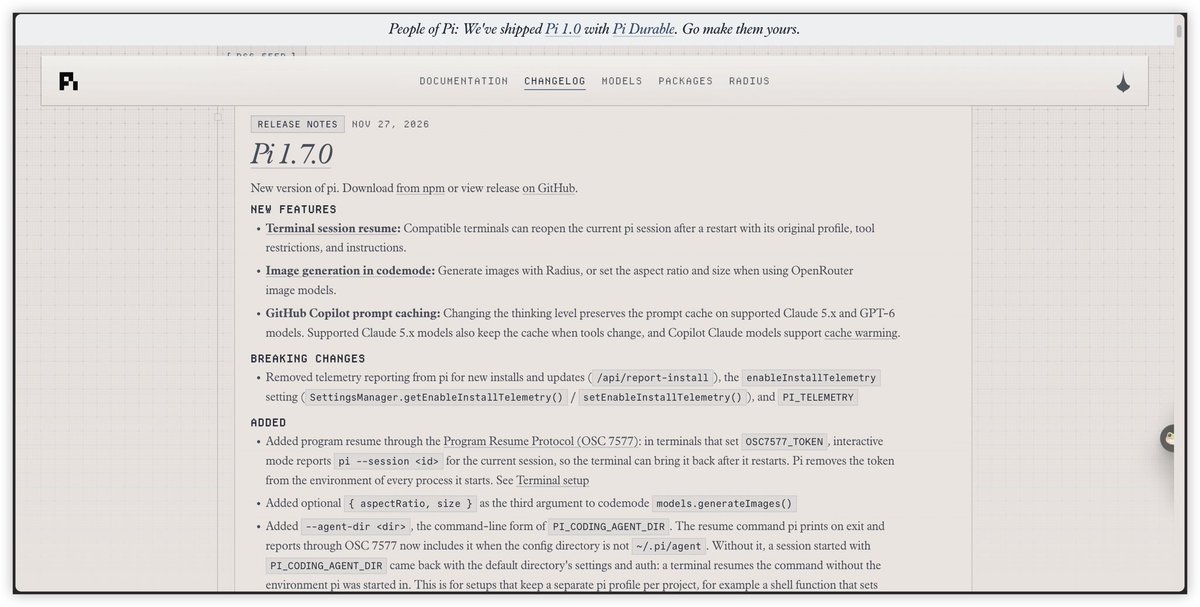 People of Pi: We've shipped Pi 1.0 with Pi Durable. Go make them yours.
DOCUMENTATION CHANGELOG MODELS PACKAGES RADIUS
RELEASE NOTES NOV 27, 2026
Pi 1.7.0
New version of pi. Download from npm or view release on GitHub.
NEW FEATURES
• Terminal session resume: Compatible terminals can reopen the current pi session after a restart with its original profile, tool
restrictions, and instructions.
• Image generation in codemode: Generate images with Radius, or set the aspect ratio and size when using OpenRouter
image models.
• GitHub Copilot prompt caching: Changing the thinking level preserves the prompt cache on supported Claude 5.x and GPT-6
models. Supported Claude 5.x models also keep the cache when tools change, and Copilot Claude models support cache warming.
BREAKING CHANGES
• Removed telemetry reporting from pi for new installs and updates ( /api/report-install ), the enableInstallTelemetry
setting ( SettingsManager.getEnableInstallTelemetry() / setEnableInstallTelemetry() ), and PI_TELEMETRY
ADDED
• Added program resume through the Program Resume Protocol (OSC 7577): in terminals that set OSC7577_TOKEN , interactive
mode reports pi --session <id> for the current session, so the terminal can bring it back after it restarts. Pi removes the token
from the environment of every process it starts. See Terminal setup
• Added optional { aspectRatio, size } as the third argument to codemode models.generateImages()
• Added --agent-dir <dir> , the command-line form of PI_CODING_AGENT_DIR . The resume command pi prints on exit and
reports through OSC 7577 now includes it when the config directory is not ~/.pi/agent . Without it, a session started with
PI_CODING_AGENT_DIR came back with the default directory's settings and auth: a terminal resumes the command without the
environment pi was started in. This is for setups that keep a separate pi profile per project, for example a shell function that sets